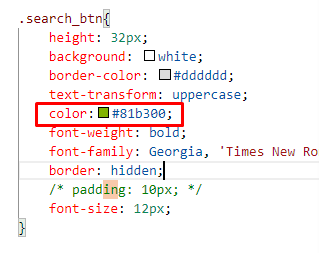 .search_btn{
height: 32px;
background: white;
border-color: #dddddd;
text-transform: uppercase;
color: #81b300;
font-weight: bold;
font-family: Georgia, 'Times New Ro
border: hidden;
/* padding: 10px; */
font-size: 12px;
}